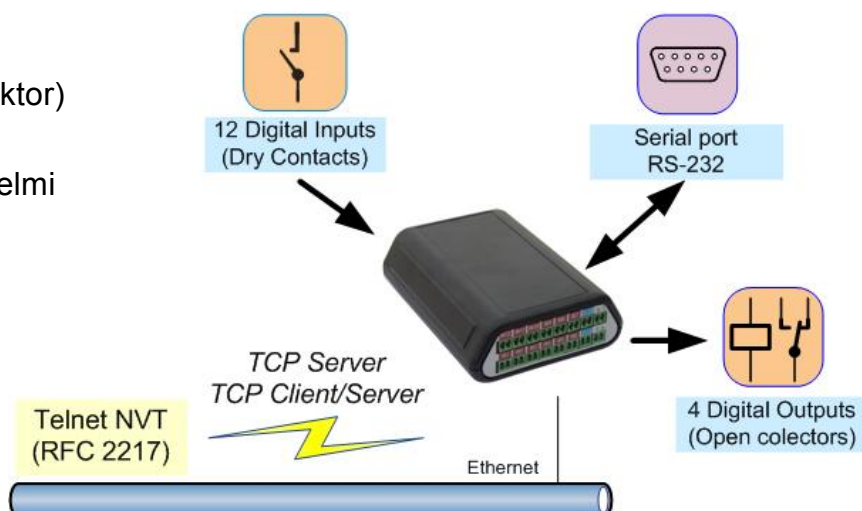 ktor)
elmi
12 Digital Inputs
(Dry Contacts)
Serial port
RS-232
TCP Server
TCP Client/Server
4 Digital Outputs
(Open colectors)
Telnet NVT
(RFC 2217)
Ethernet